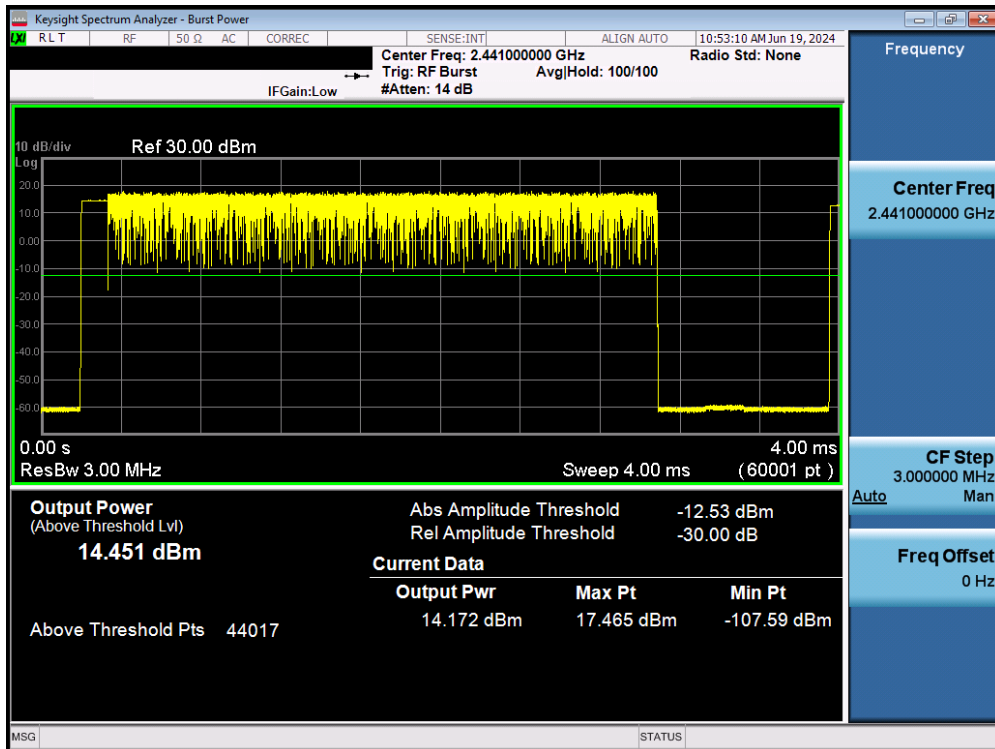 Keysight Spectrum Analyzer - Burst Power
LXI RLT RF 50 Ω AC CORREC SENSE:INT ALIGN AUTO 10:53:10 AM Jun 19, 2024
Center Freq: 2.441000000 GHz Radio Std: None
Trig: RF Burst Avg|Hold: 100/100
IFGain:Low #Atten: 14 dB
Frequency
10 dB/div Ref 30.00 dBm
Log
20.0
10.0
0.00
-10.0
-20.0
-30.0
-40.0
-50.0
-60.0
0.00 s 4.00 ms
ResBw 3.00 MHz Sweep 4.00 ms (60001 pt)
Center Freq
2.441000000 GHz
CF Step
3.000000 MHz
Auto Man
Freq Offset
0 Hz
Output Power
(Above Threshold Lvl)
14.451 dBm
Above Threshold Pts 44017
Abs Amplitude Threshold -12.53 dBm
Rel Amplitude Threshold -30.00 dB
Current Data
Output Pwr Max Pt Min Pt
14.172 dBm 17.465 dBm -107.59 dBm
MSG STATUS